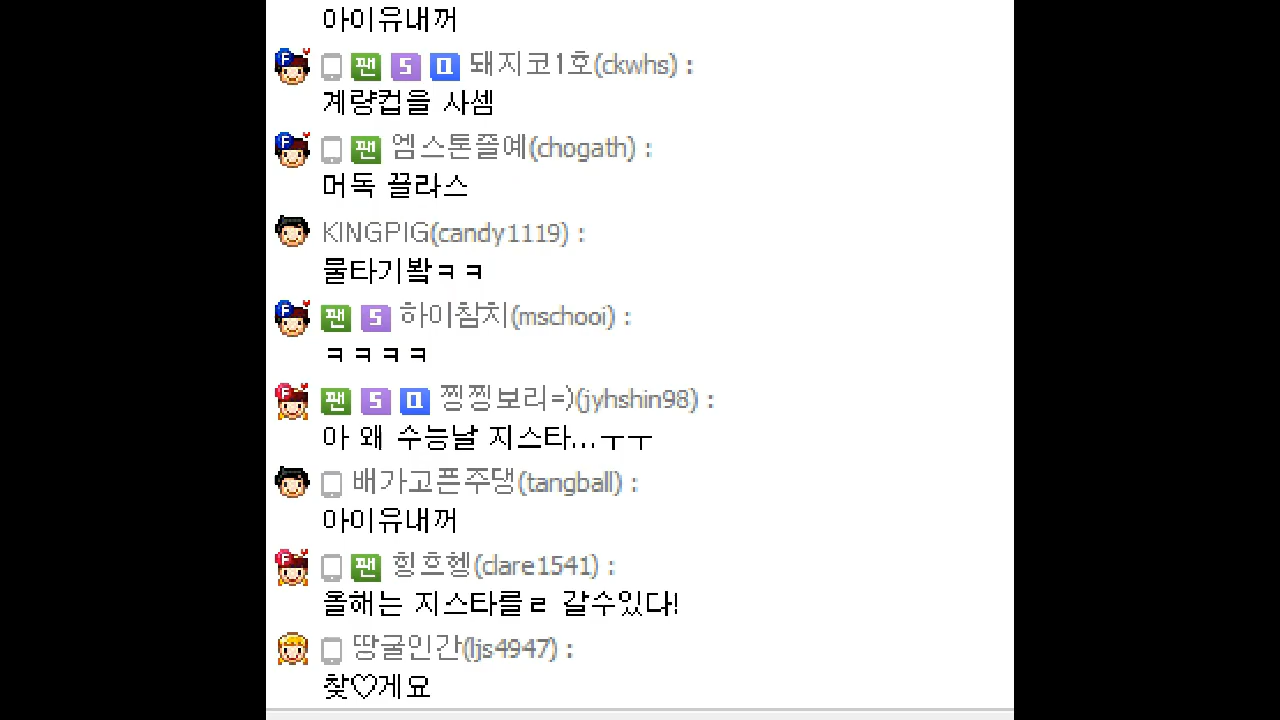 아이유내꺼
팬 S Q 돼지코1호(ckwhs) :
계량컵을 사셈
팬 엠스톤쫄예(chogath) :
머독 끌라스
KINGPIG(candy1119) :
물타기봨ㅋㅋ
팬 S 하이참치(mschooi) :
ㅋㅋㅋㅋ
팬 S Q 찡찡보리=)(jyhshin98) :
아 왜 수능날 지스타...ㅜㅜ
배가고픈주댕(tangball) :
아이유내꺼
팬 힝흐헹(clare1541) :
올해는 지스타를ㄹ 갈수있다!
땅굴인간(ljs4947) :
찾♡게요